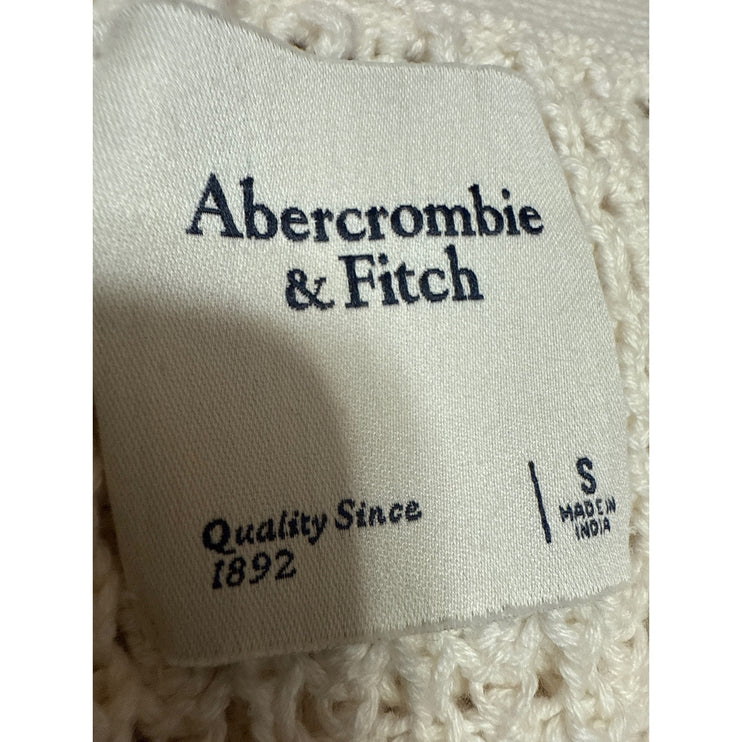 Abercrombie
& Fitch
Quality Since
1892
S
MADE IN
INDIA